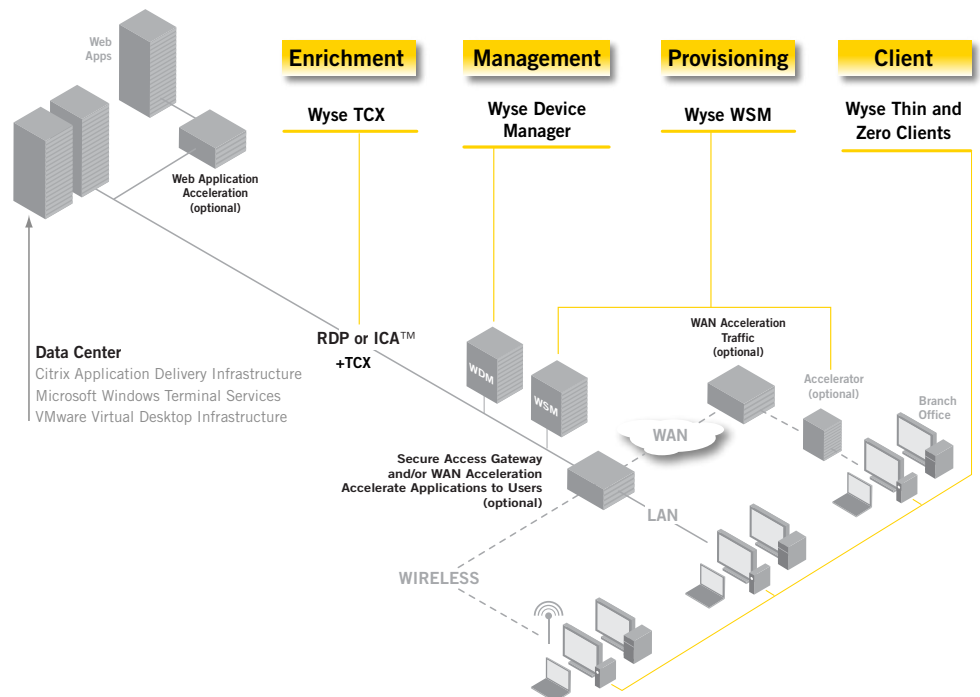 Web
Apps
Enrichment
Management
Provisioning
Client
Wyse TCX
Wyse Device
Manager
Wyse WSM
Wyse Thin and
Zero Clients
Web Application
Acceleration
(optional)
RDP or ICA™
+TCX
Data Center
Citrix Application Delivery Infrastructure
Microsoft Windows Terminal Services
VMware Virtual Desktop Infrastructure
WDM
WSM
WAN Acceleration
Traffic
(optional)
Accelerator
(optional)
Branch
Office
WAN
Secure Access Gateway
and/or WAN Acceleration
Accelerate Applications to Users
(optional)
LAN
WIRELESS